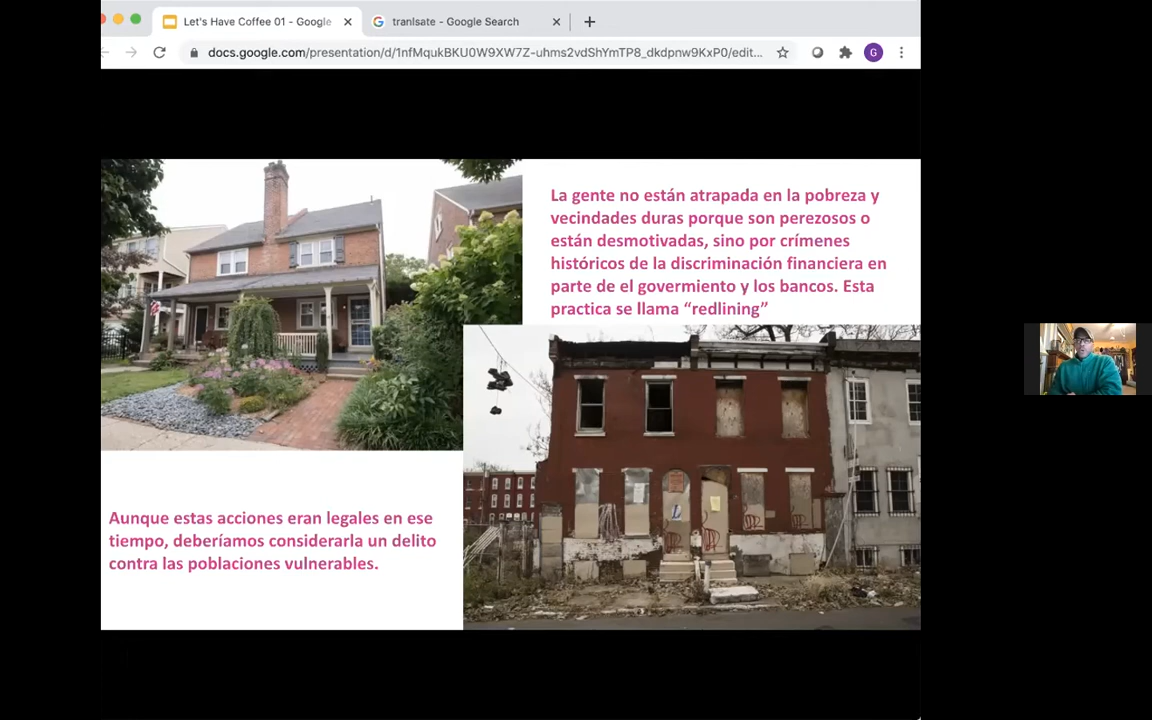 Let's Have Coffee 01 - Google
tranlsate - Google Search
docs.google.com/presentation/d/1nfMqukBKU0W9XW7Z-uhms2vdShYmTP8_dkdpnw9KxP0/edit...
G
La gente no están atrapada en la pobreza y
vecindades duras porque son perezosos o
están desmotivadas, sino por crímenes
históricos de la discriminación financiera en
parte de el govermiento y los bancos. Esta
practica se llama “redlining”
Aunque estas acciones eran legales en ese
tiempo, deberíamos considerarla un delito
contra las poblaciones vulnerables.